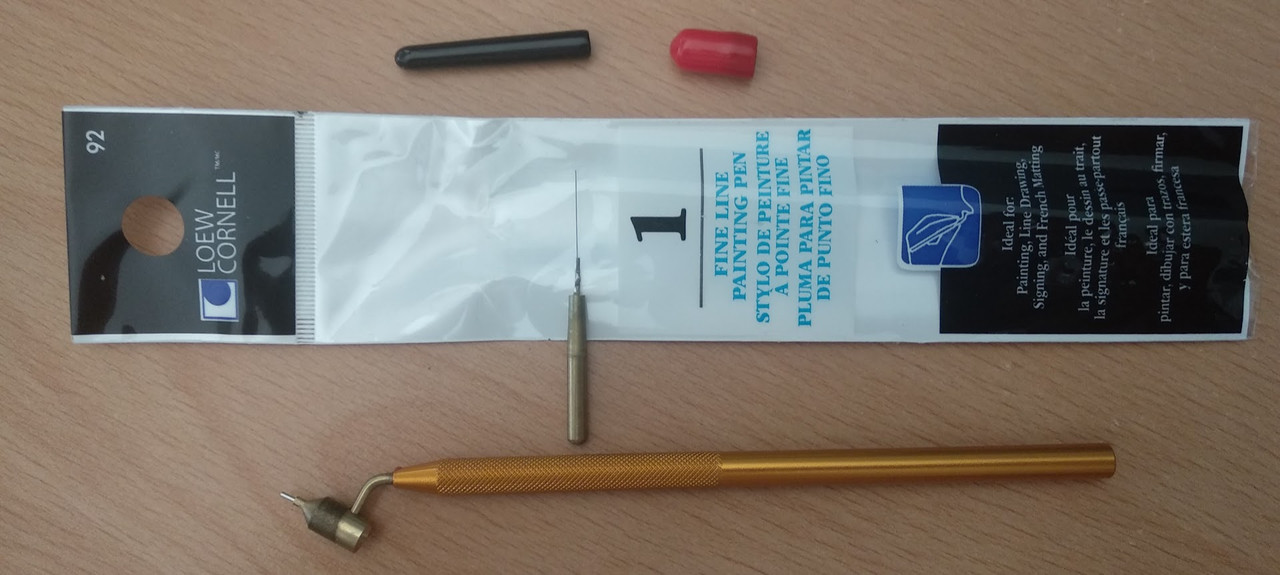 92
LOEW
CORNELL
1
FINE LINE
PAINTING PEN
STYLO DE PEINTURE
À POINTE FINE
PLUMA PARA PINTAR
DE PUNTO FINO
Ideal for:
Painting, Line Drawing,
Signing, and French Matting
Idéal pour
la peinture, le dessin au trait,
la signature et les passe-partout
français
Ideal para
pintar, dibujar con trazos, firmar,
y para estera francesa